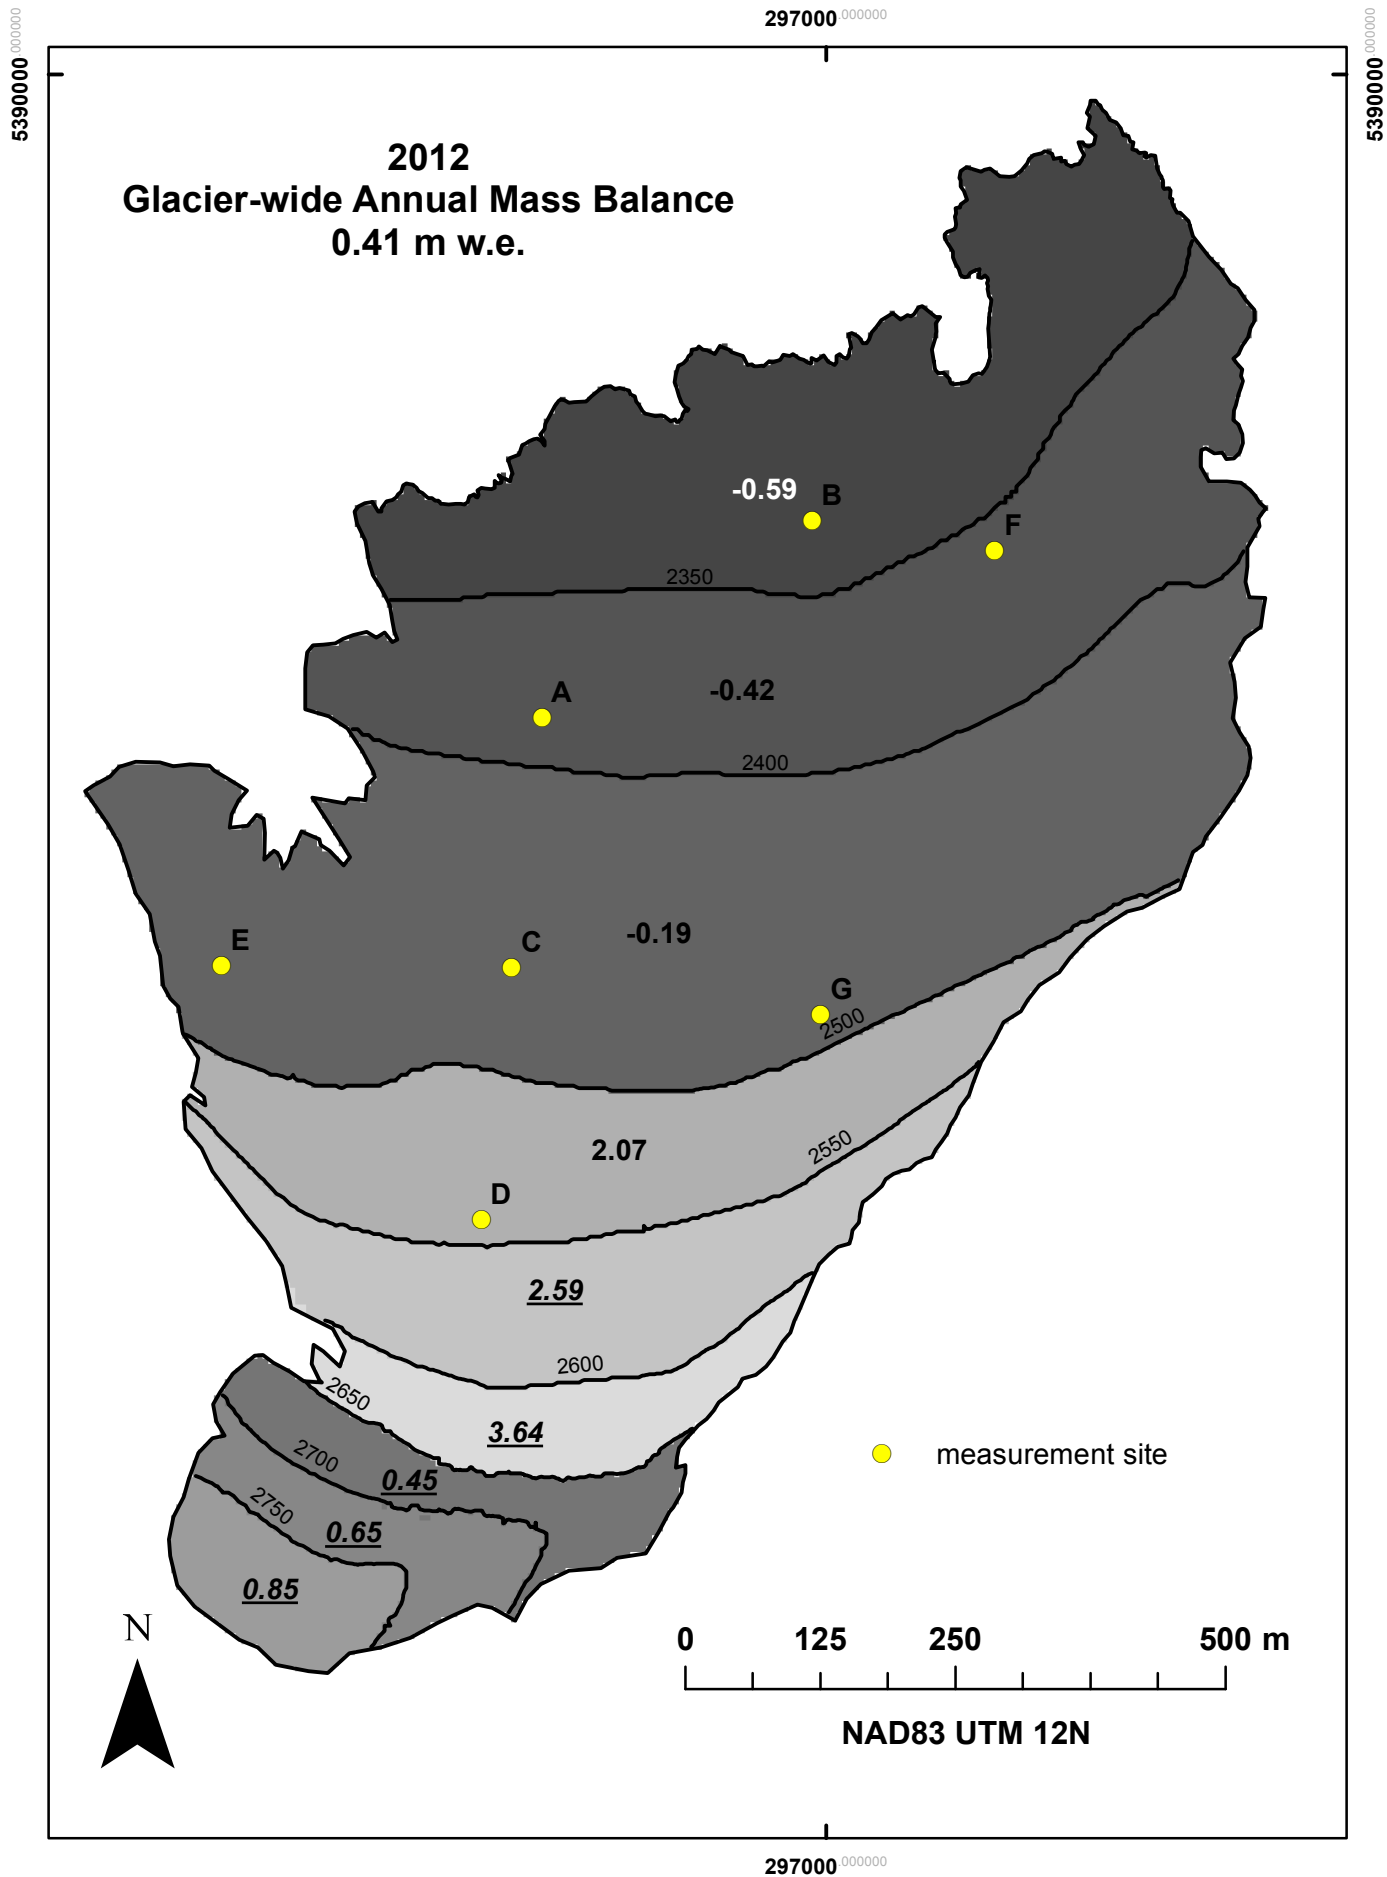 297000.000000
5390000.000000
5390000.000000
2012
Glacier-wide Annual Mass Balance
0.41 m w.e.
-0.59
B
F
2350
A
-0.42
2400
E
C
-0.19
G
2500
2.07
2550
D
2.59
2600
2650
3.64
2700
0.45
measurement site
2750
0.65
0.85
N
0 125 250 500 m
NAD83 UTM 12N
297000.000000